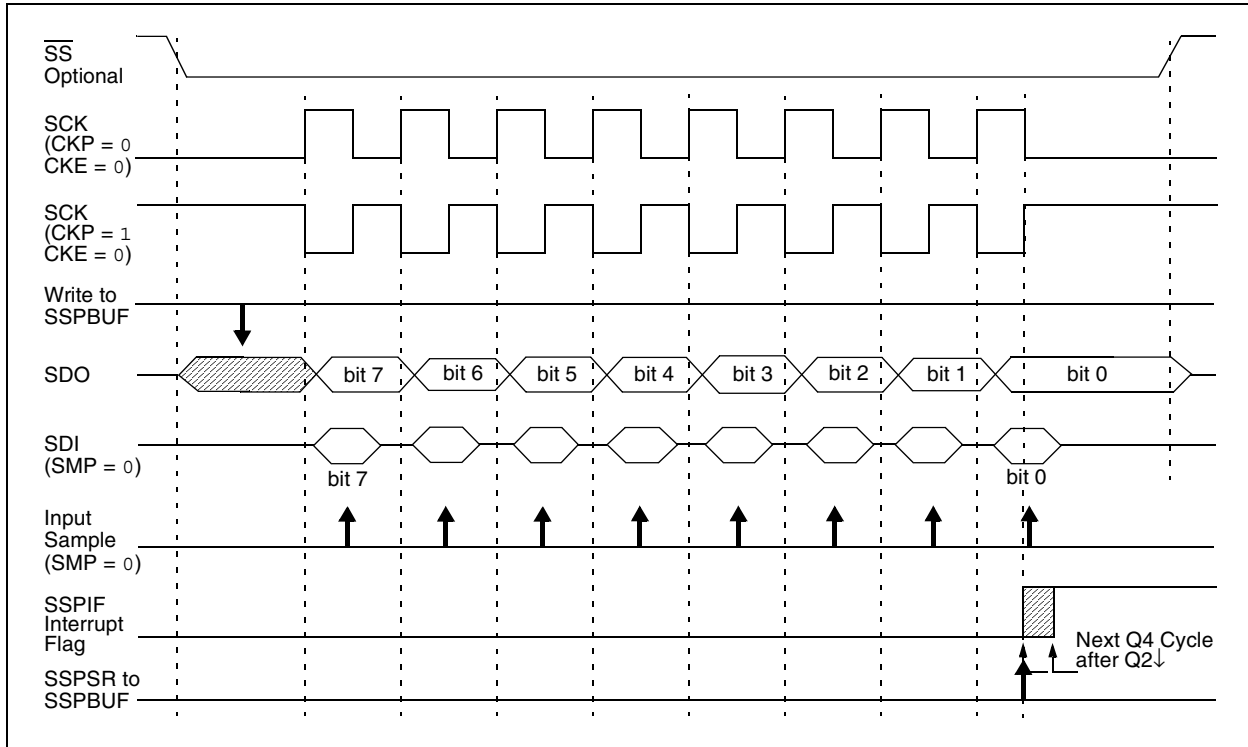 SS
Optional
SCK
(CKP = 0
CKE = 0)
SCK
(CKP = 1
CKE = 0)
Write to
SSPBUF
SDO
bit 7
bit 6
bit 5
bit 4
bit 3
bit 2
bit 1
bit 0
SDI
(SMP = 0)
bit 7
bit 0
Input
Sample
(SMP = 0)
SSPIF
Interrupt
Flag
Next Q4 Cycle
after Q2↓
SSPSR to
SSPBUF